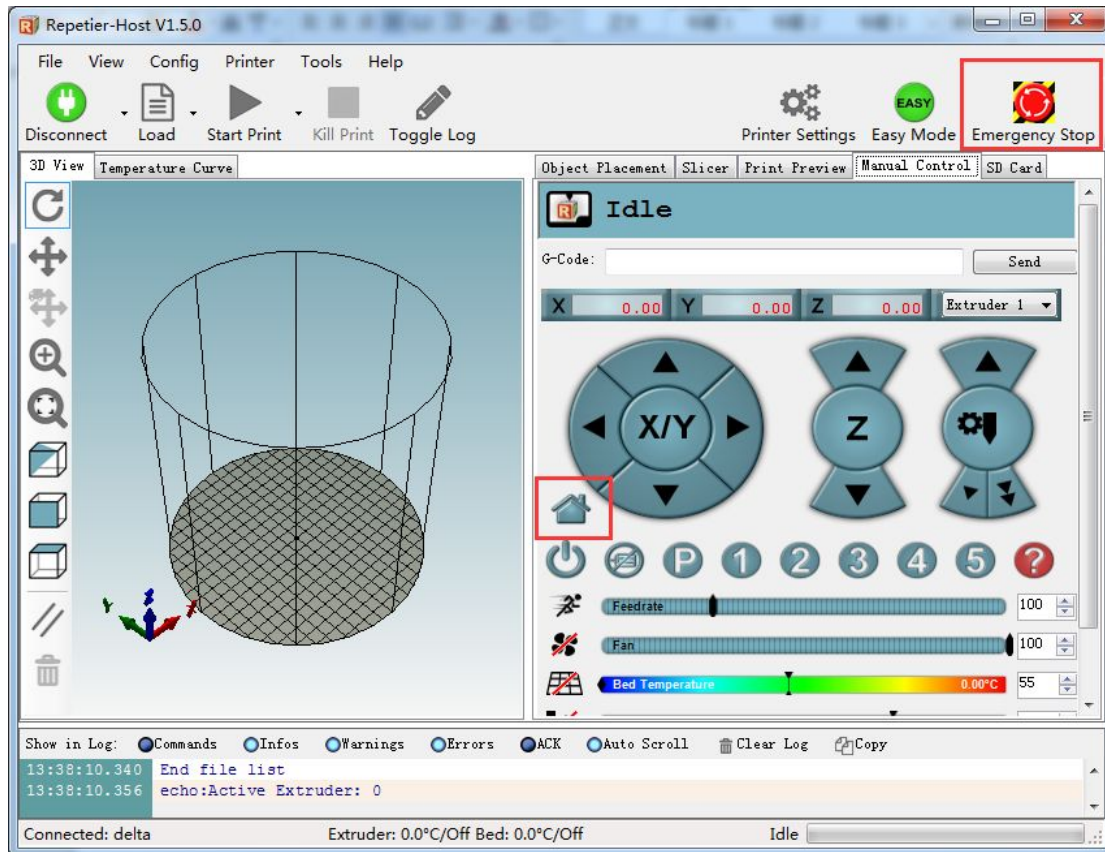 Repetier-Host V1.5.0
File View Config Printer Tools Help
Disconnect Load Start Print Kill Print Toggle Log Printer Settings EASY Easy Mode Emergency Stop
3D View Temperature Curve Object Placement Slicer Print Preview Manual Control SD Card
R Idle
G-Code: Send
X 0.00 Y 0.00 Z 0.00 Extruder 1
X/Y Z
P 1 2 3 4 5 ?
Feedrate 100
Fan 100
Bed Temperature 0.00°C 55
Y Z X
Show in Log: Commands Infos Warnings Errors ACK Auto Scroll Clear Log Copy
13:38:10.340 End file list
13:38:10.356 echo:Active Extruder: 0
Connected: delta Extruder: 0.0°C/Off Bed: 0.0°C/Off Idle